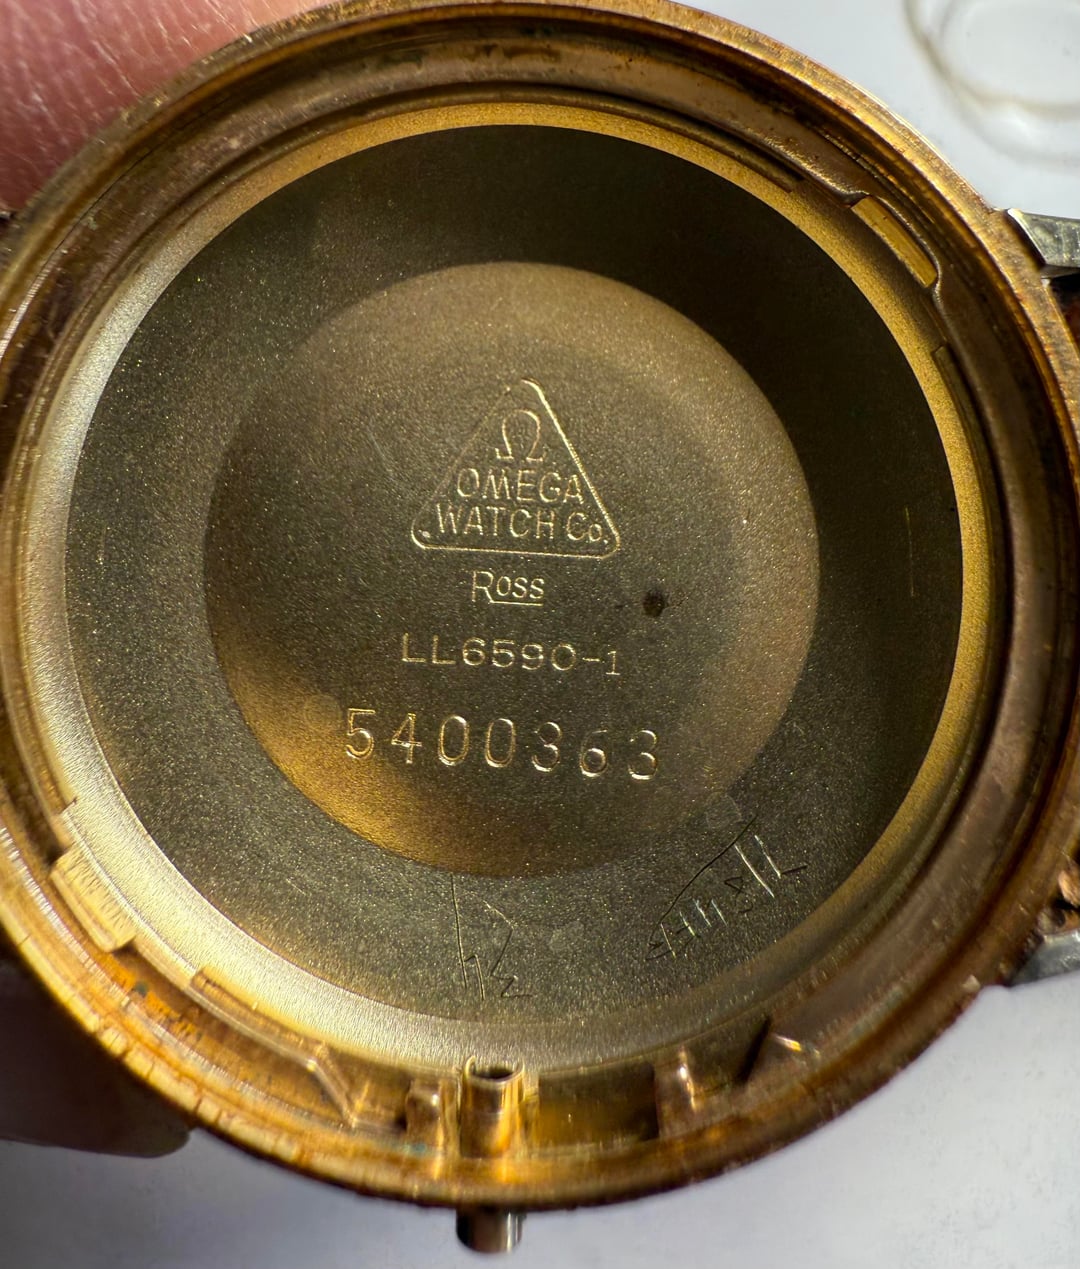 Ω
OMEGA
WATCH Co.
Ross
LL6590-1
5400363